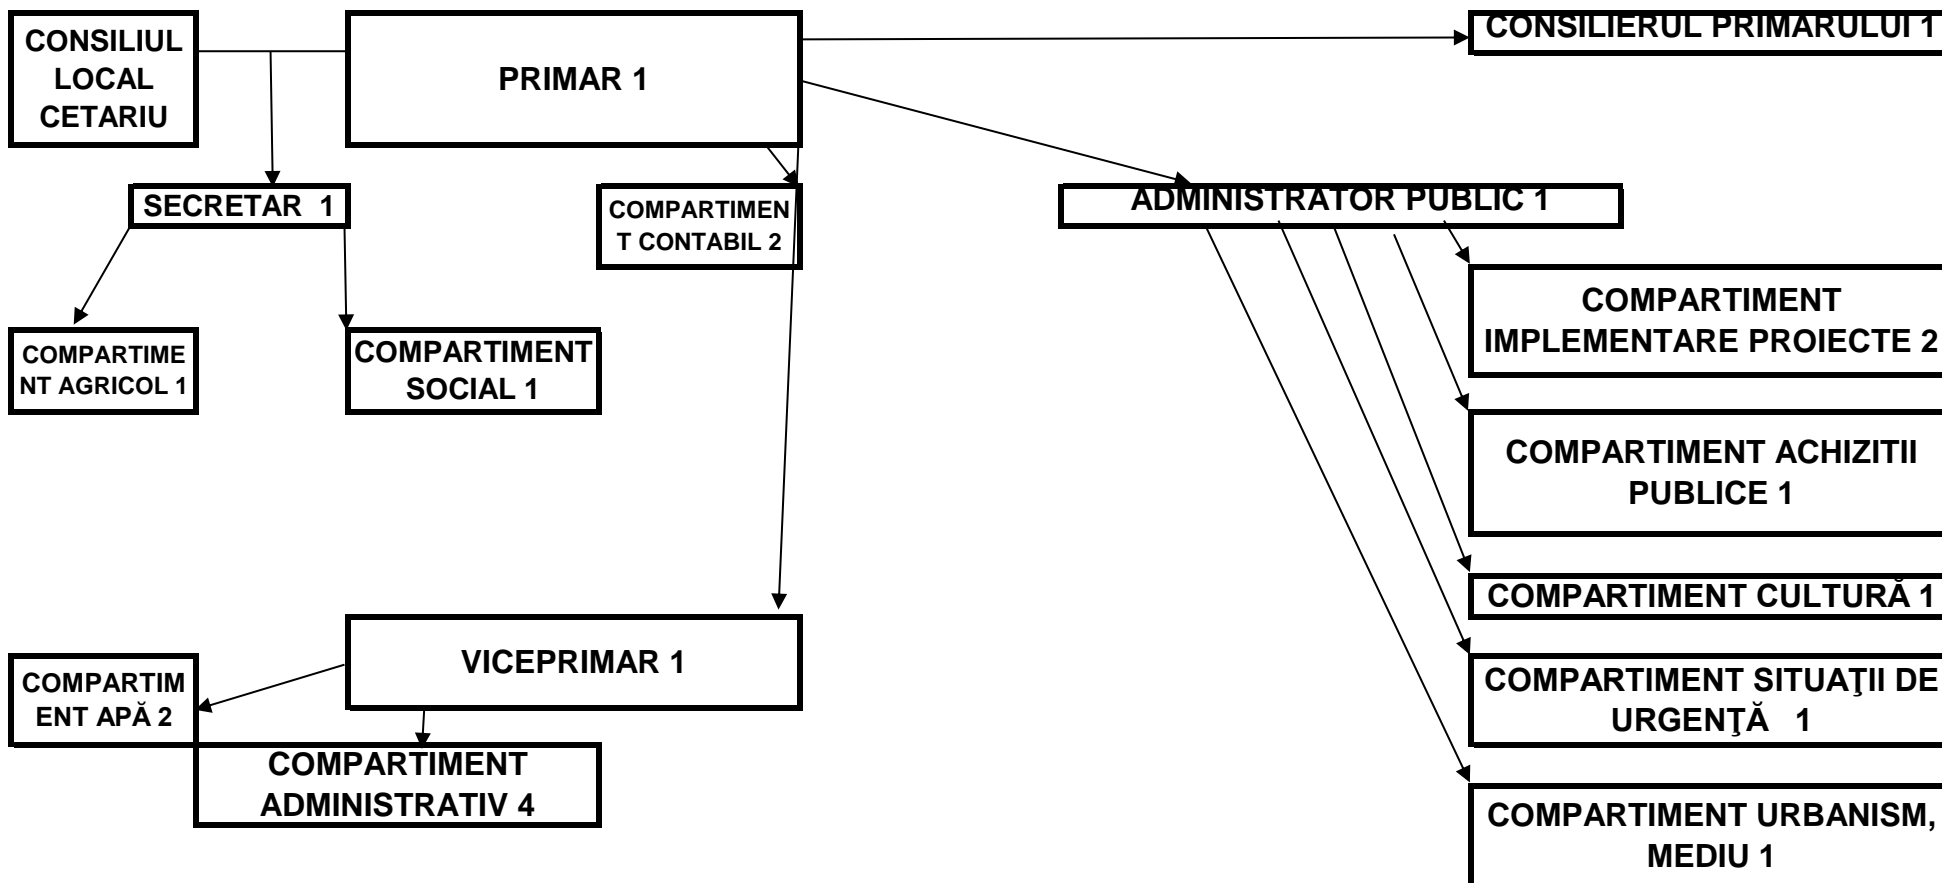 CONSILIUL
LOCAL
CETARIU
PRIMAR 1
CONSILIERUL PRIMARULUI 1
SECRETAR  1
COMPARTIMEN
T CONTABIL 2
ADMINISTRATOR PUBLIC 1
COMPARTIMENT
IMPLEMENTARE PROIECTE 2
COMPARTIME
NT AGRICOL 1
COMPARTIMENT
SOCIAL 1
COMPARTIMENT ACHIZITII
PUBLICE 1
COMPARTIMENT CULTURĂ 1
VICEPRIMAR 1
COMPARTIM
ENT APĂ 2
COMPARTIMENT SITUAŢII DE
URGENŢĂ   1
COMPARTIMENT
ADMINISTRATIV 4
COMPARTIMENT URBANISM,
MEDIU 1